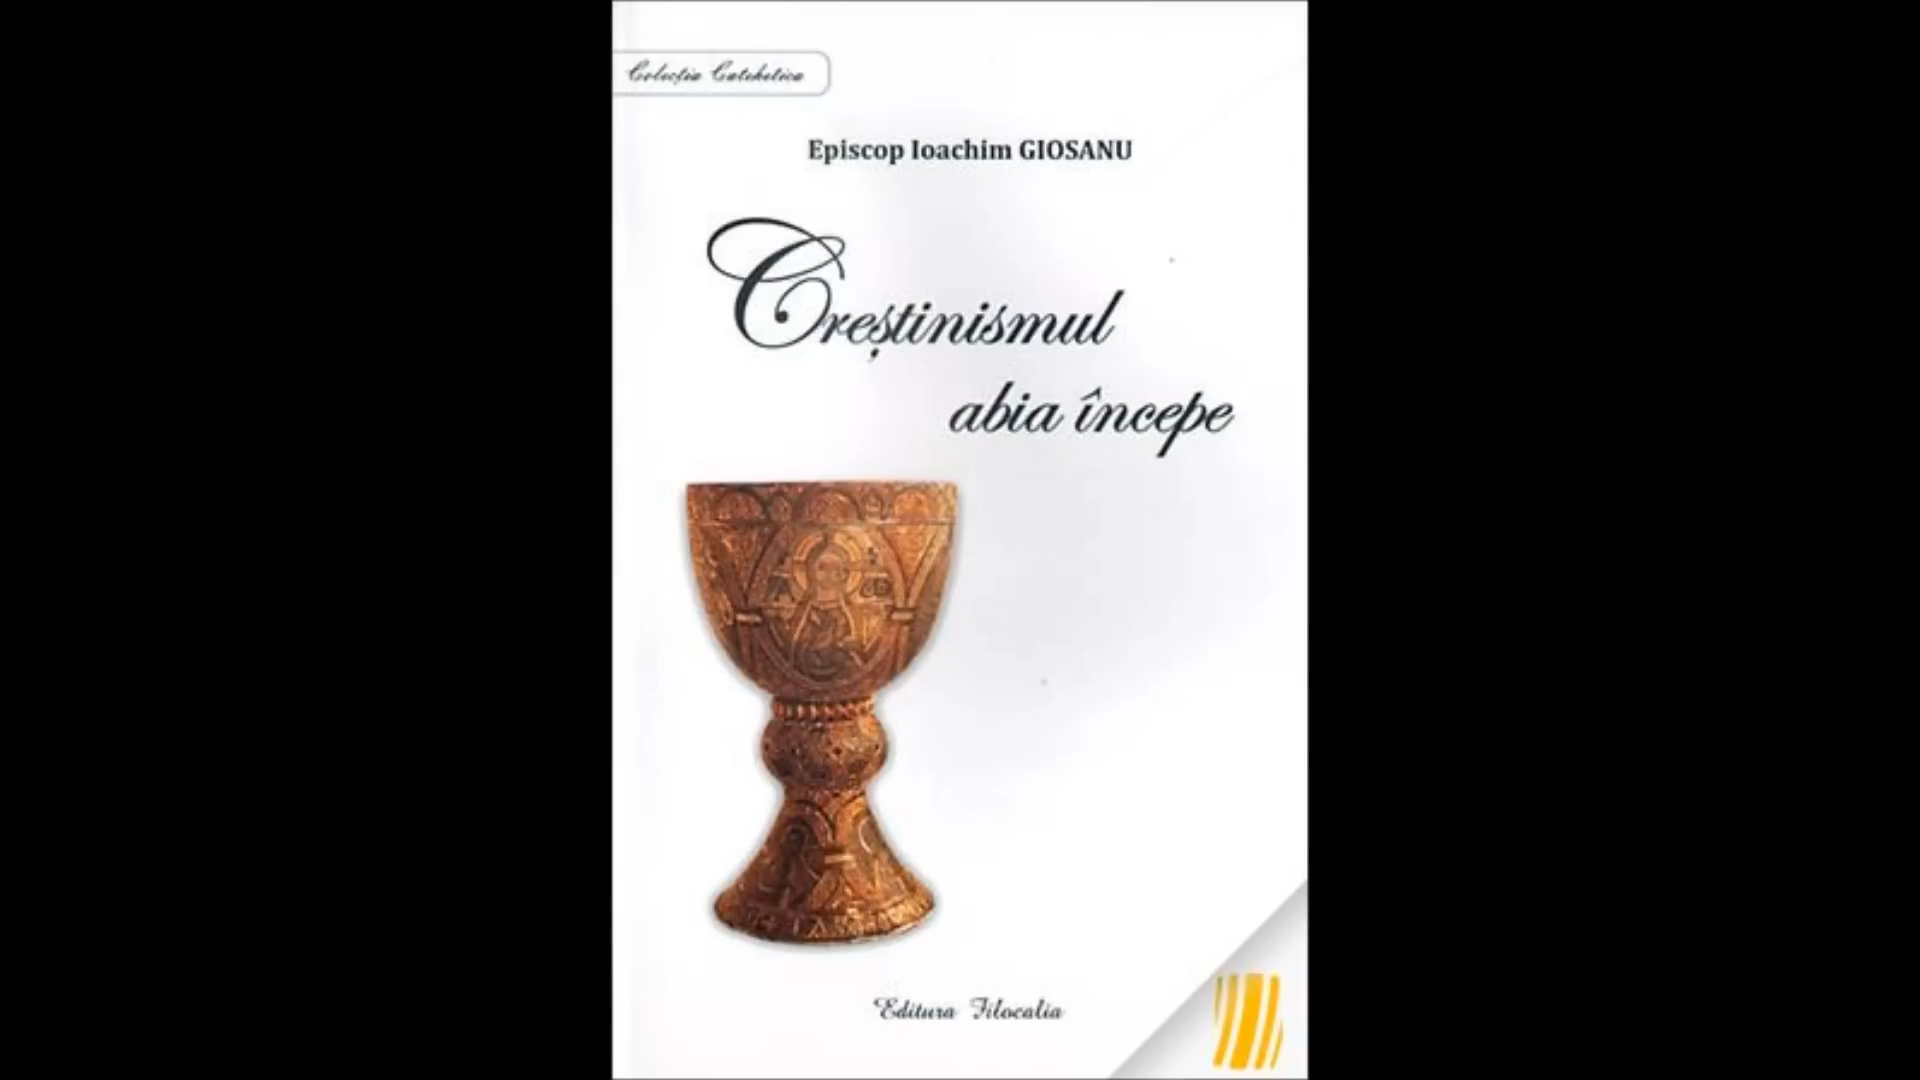 Colecția Catehetica
Episcop Ioachim GIOSANU
Creștinismul
abia începe
Editura Filocalia